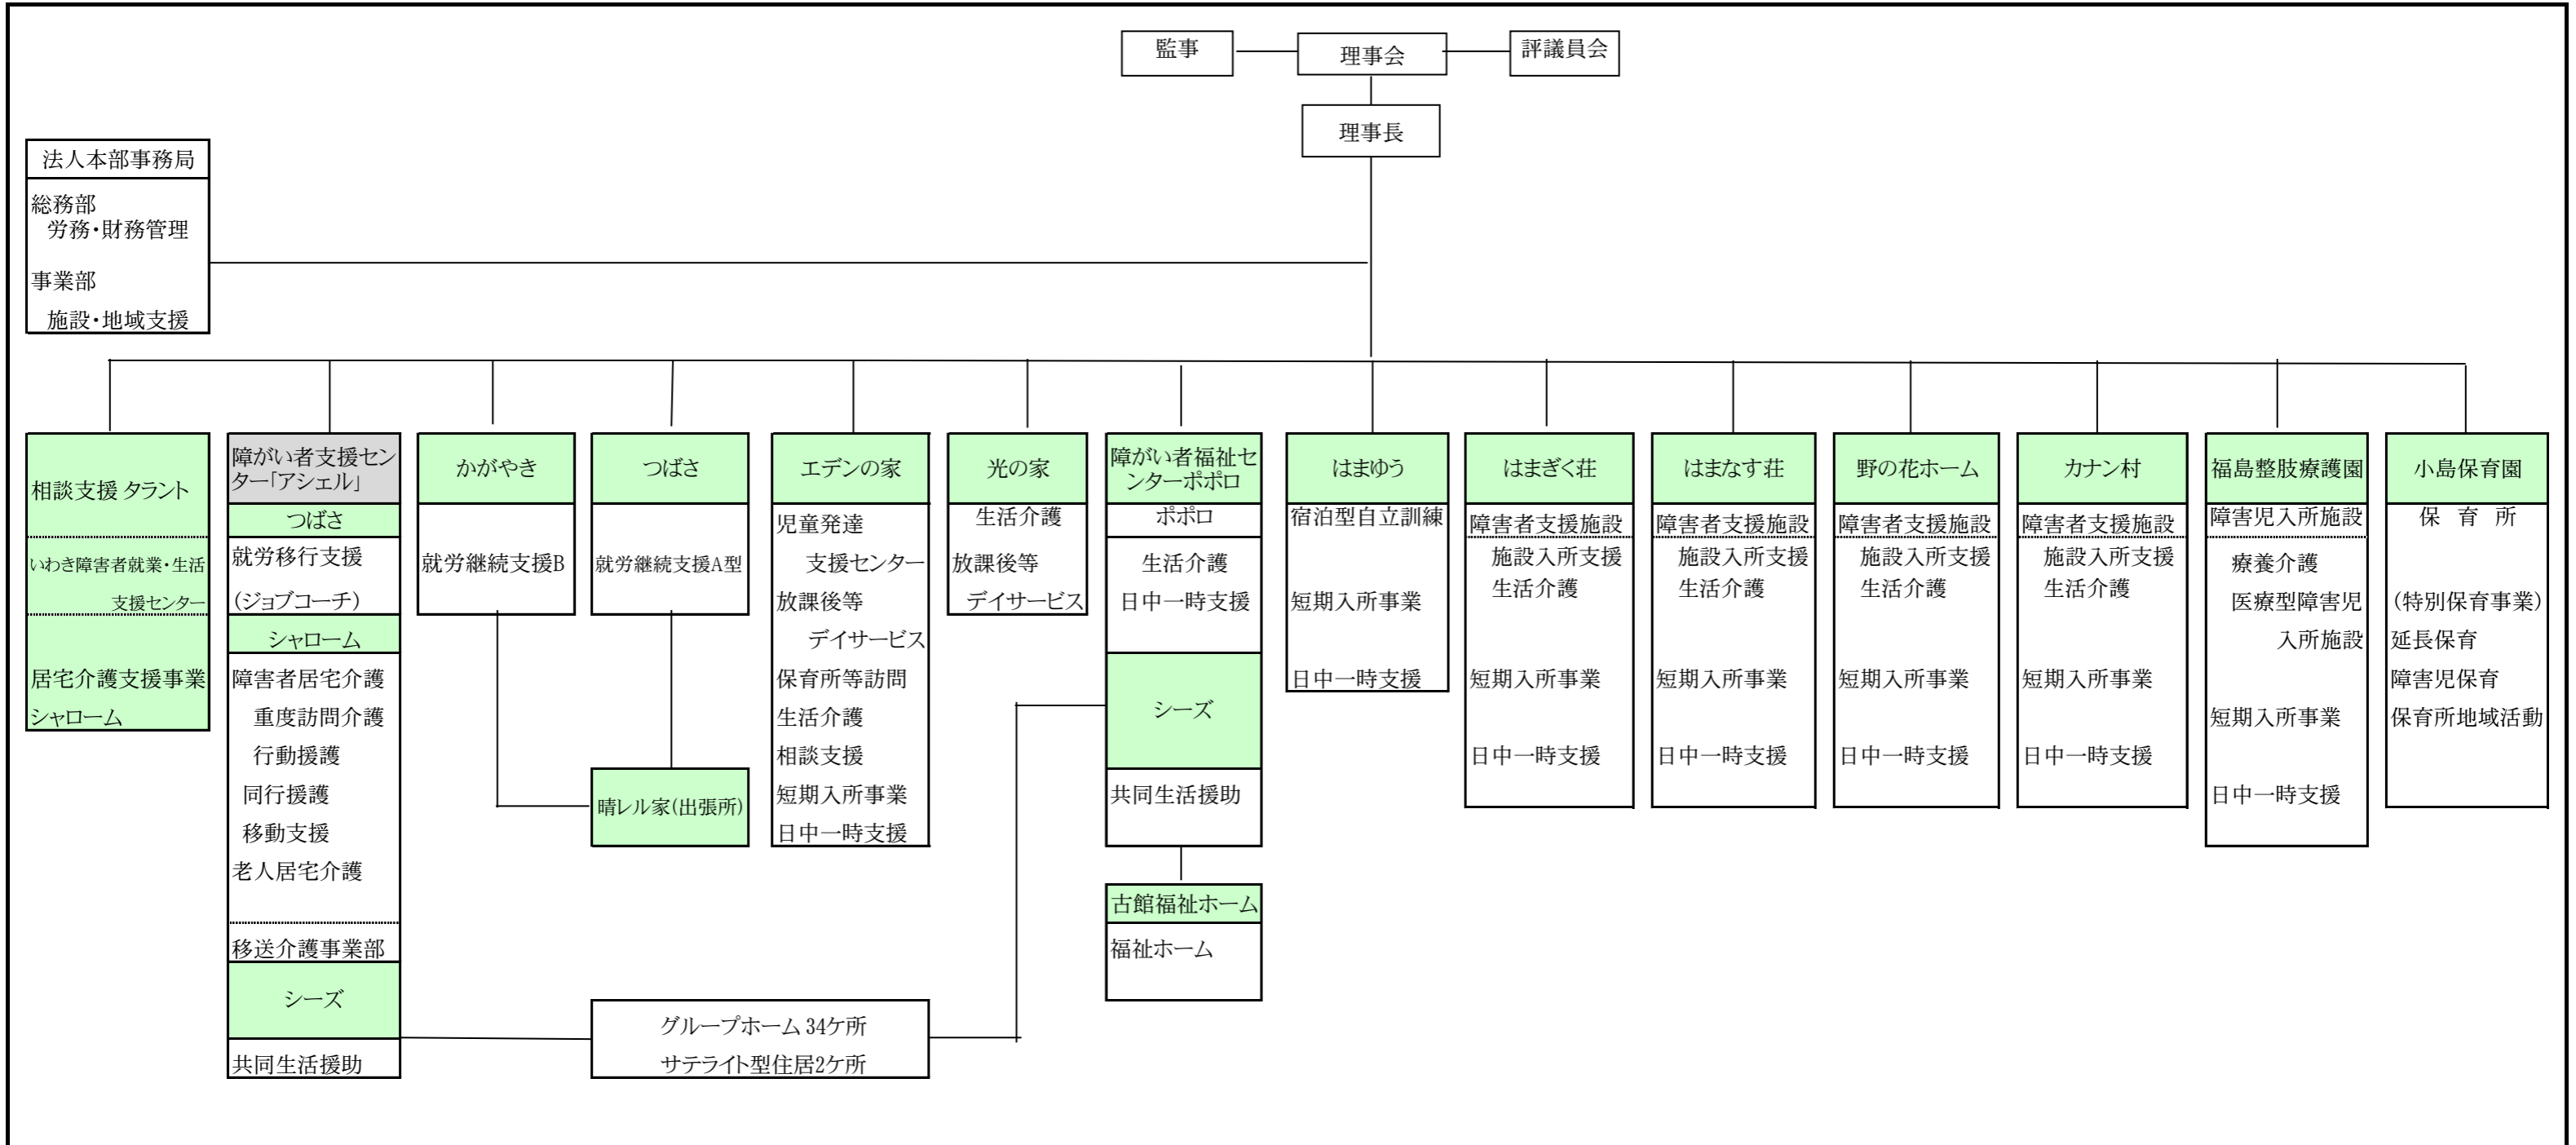 監事
理事会
評議員会
理事長
法人本部事務局
総務部
労務・財務管理
事業部
施設・地域支援
相談支援 タラント
いわき障害者就業・生活
支援センター
居宅介護支援事業
シャローム
障がい者支援セン
ター「アシェル」
つばさ
就労移行支援
(ジョブコーチ)
シャローム
障害者居宅介護
重度訪問介護
行動援護
同行援護
移動支援
老人居宅介護
移送介護事業部
シーズ
共同生活援助
かがやき
就労継続支援B
つばさ
就労継続支援A型
晴レル家(出張所)
エデンの家
児童発達
支援センター
放課後等
デイサービス
保育所等訪問
生活介護
相談支援
短期入所事業
日中一時支援
グループホーム 34ケ所
サテライト型住居2ケ所
光の家
生活介護
放課後等
デイサービス
障がい者福祉セ
ンターポポロ
ポポロ
生活介護
日中一時支援
シーズ
共同生活援助
古館福祉ホーム
福祉ホーム
はまゆう
宿泊型自立訓練
短期入所事業
日中一時支援
はまぎく荘
障害者支援施設
施設入所支援
生活介護
短期入所事業
日中一時支援
はまなす荘
障害者支援施設
施設入所支援
生活介護
短期入所事業
日中一時支援
野の花ホーム
障害者支援施設
施設入所支援
生活介護
短期入所事業
日中一時支援
カナン村
障害者支援施設
施設入所支援
生活介護
短期入所事業
日中一時支援
福島整肢療護園
障害児入所施設
療養介護
医療型障害児
入所施設
短期入所事業
日中一時支援
小島保育園
保 育 所
(特別保育事業)
延長保育
障害児保育
保育所地域活動